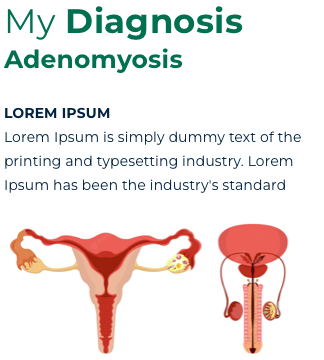 My Diagnosis
Adenomyosis
LOREM IPSUM
Lorem Ipsum is simply dummy text of the
printing and typesetting industry. Lorem
Ipsum has been the industry's standard